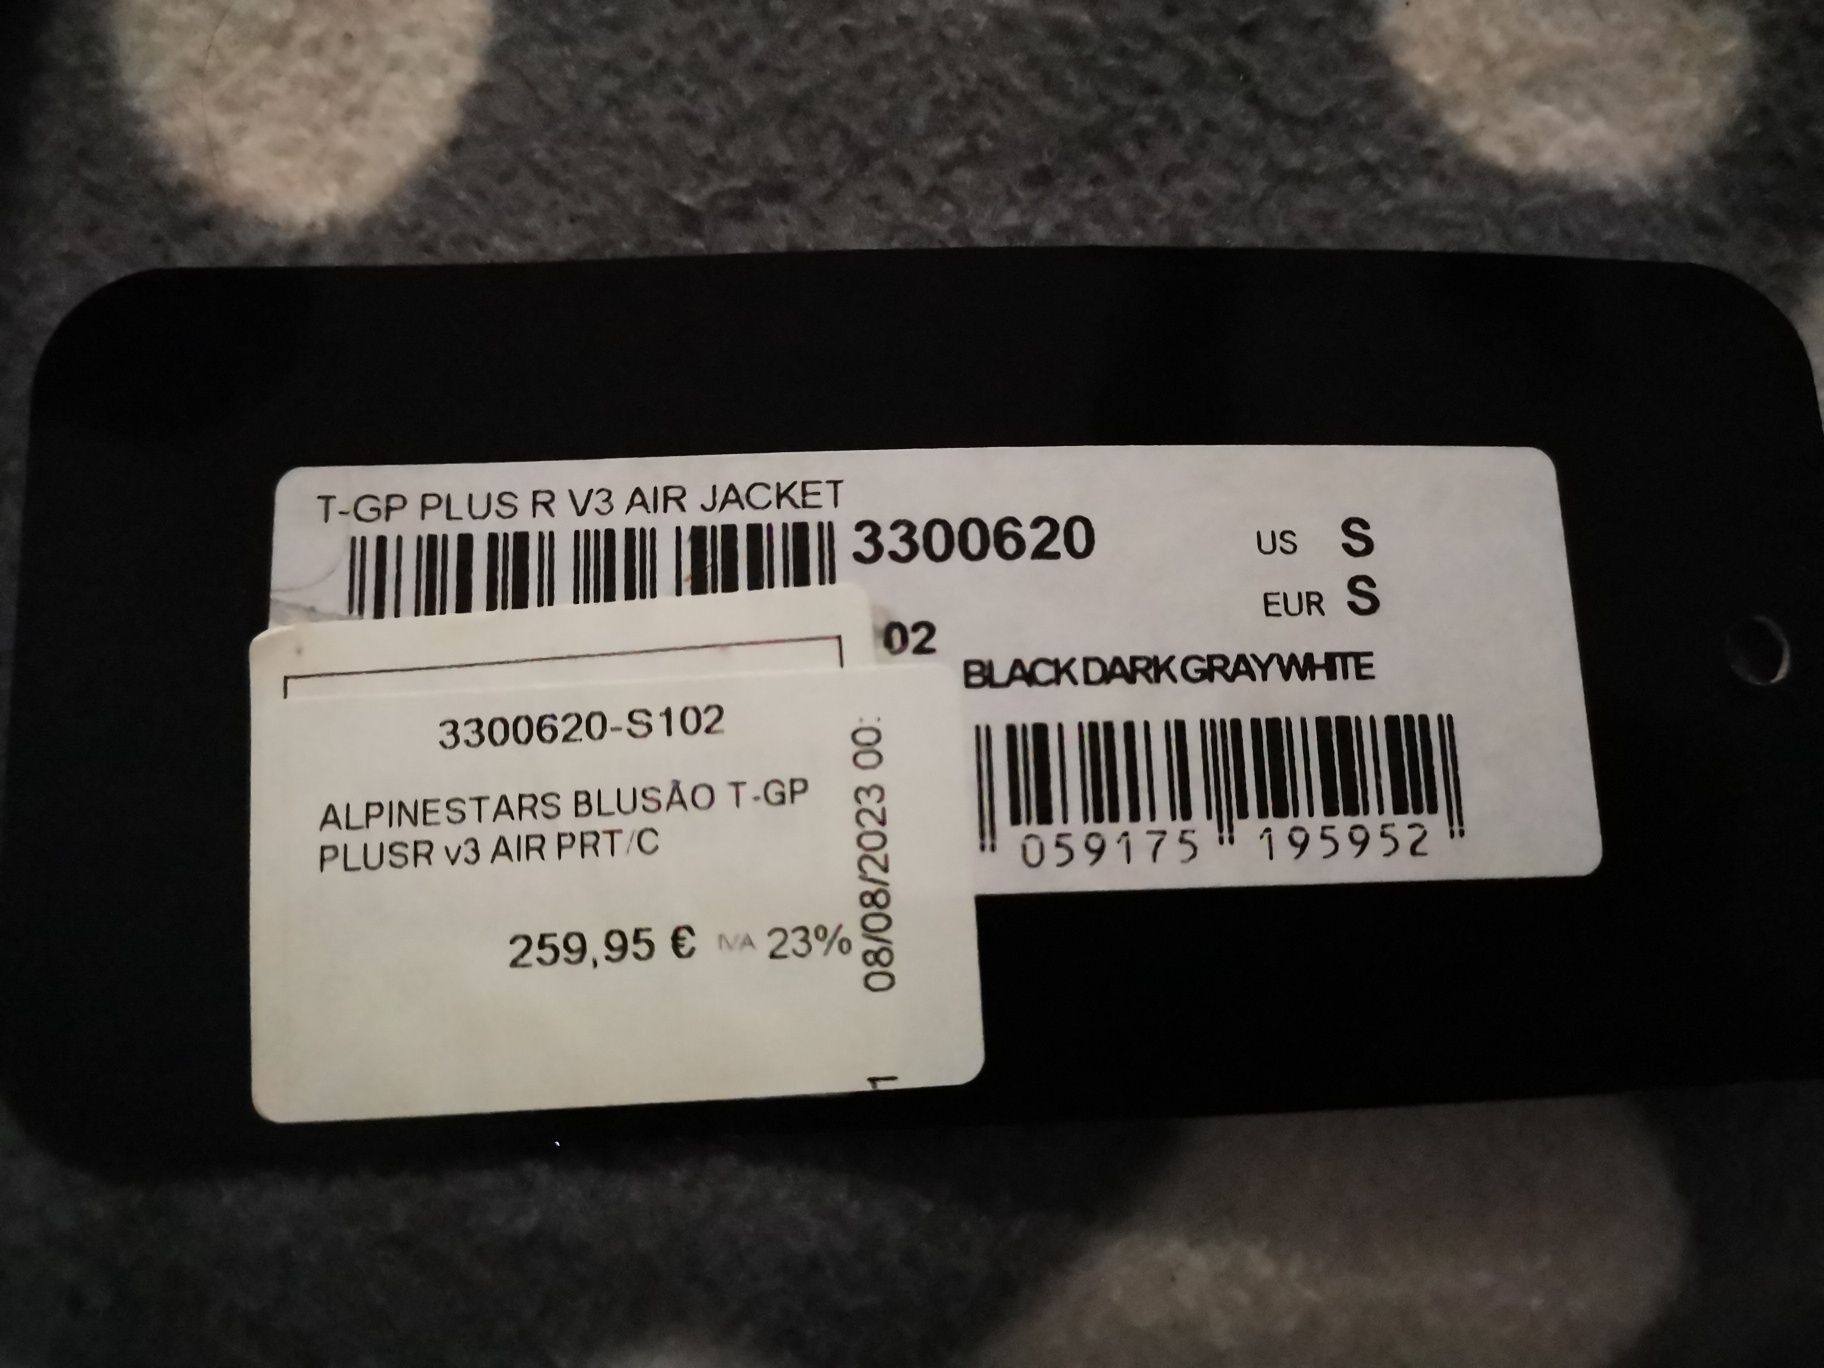 T-GP PLUS R V3 AIR JACKET
3300620
US S
EUR S
02
BLACK DARK GRAY WHITE
059175 195952
3300620-S102
ALPINESTARS BLUSÃO T-GP
PLUSR v3 AIR PRT/C
259,95 € IVA 23%
08/08/2023 00:
1